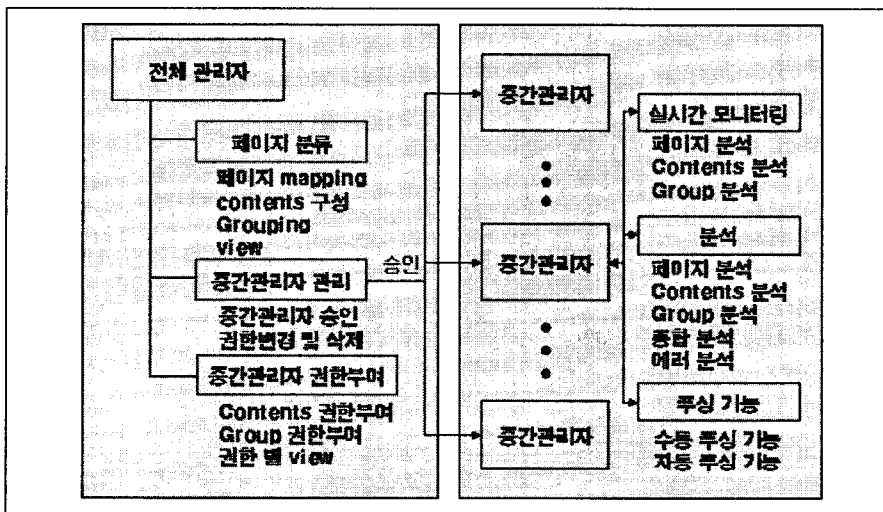 전체 관리자
페이지 분류
페이지 mapping
contents 구성
Grouping
view
중간관리자 관리
중간관리자 승인
권한변경 및 삭제
중간관리자 권한부여
Contents 권한부여
Group 권한부여
권한 별 view
승인
중간관리자
중간관리자
중간관리자
실시간 모니터링
페이지 분석
Contents 분석
Group 분석
분석
페이지 분석
Contents 분석
Group 분석
종합 분석
에러 분석
푸싱 기능
수동 푸싱 기능
자동 푸싱 기능